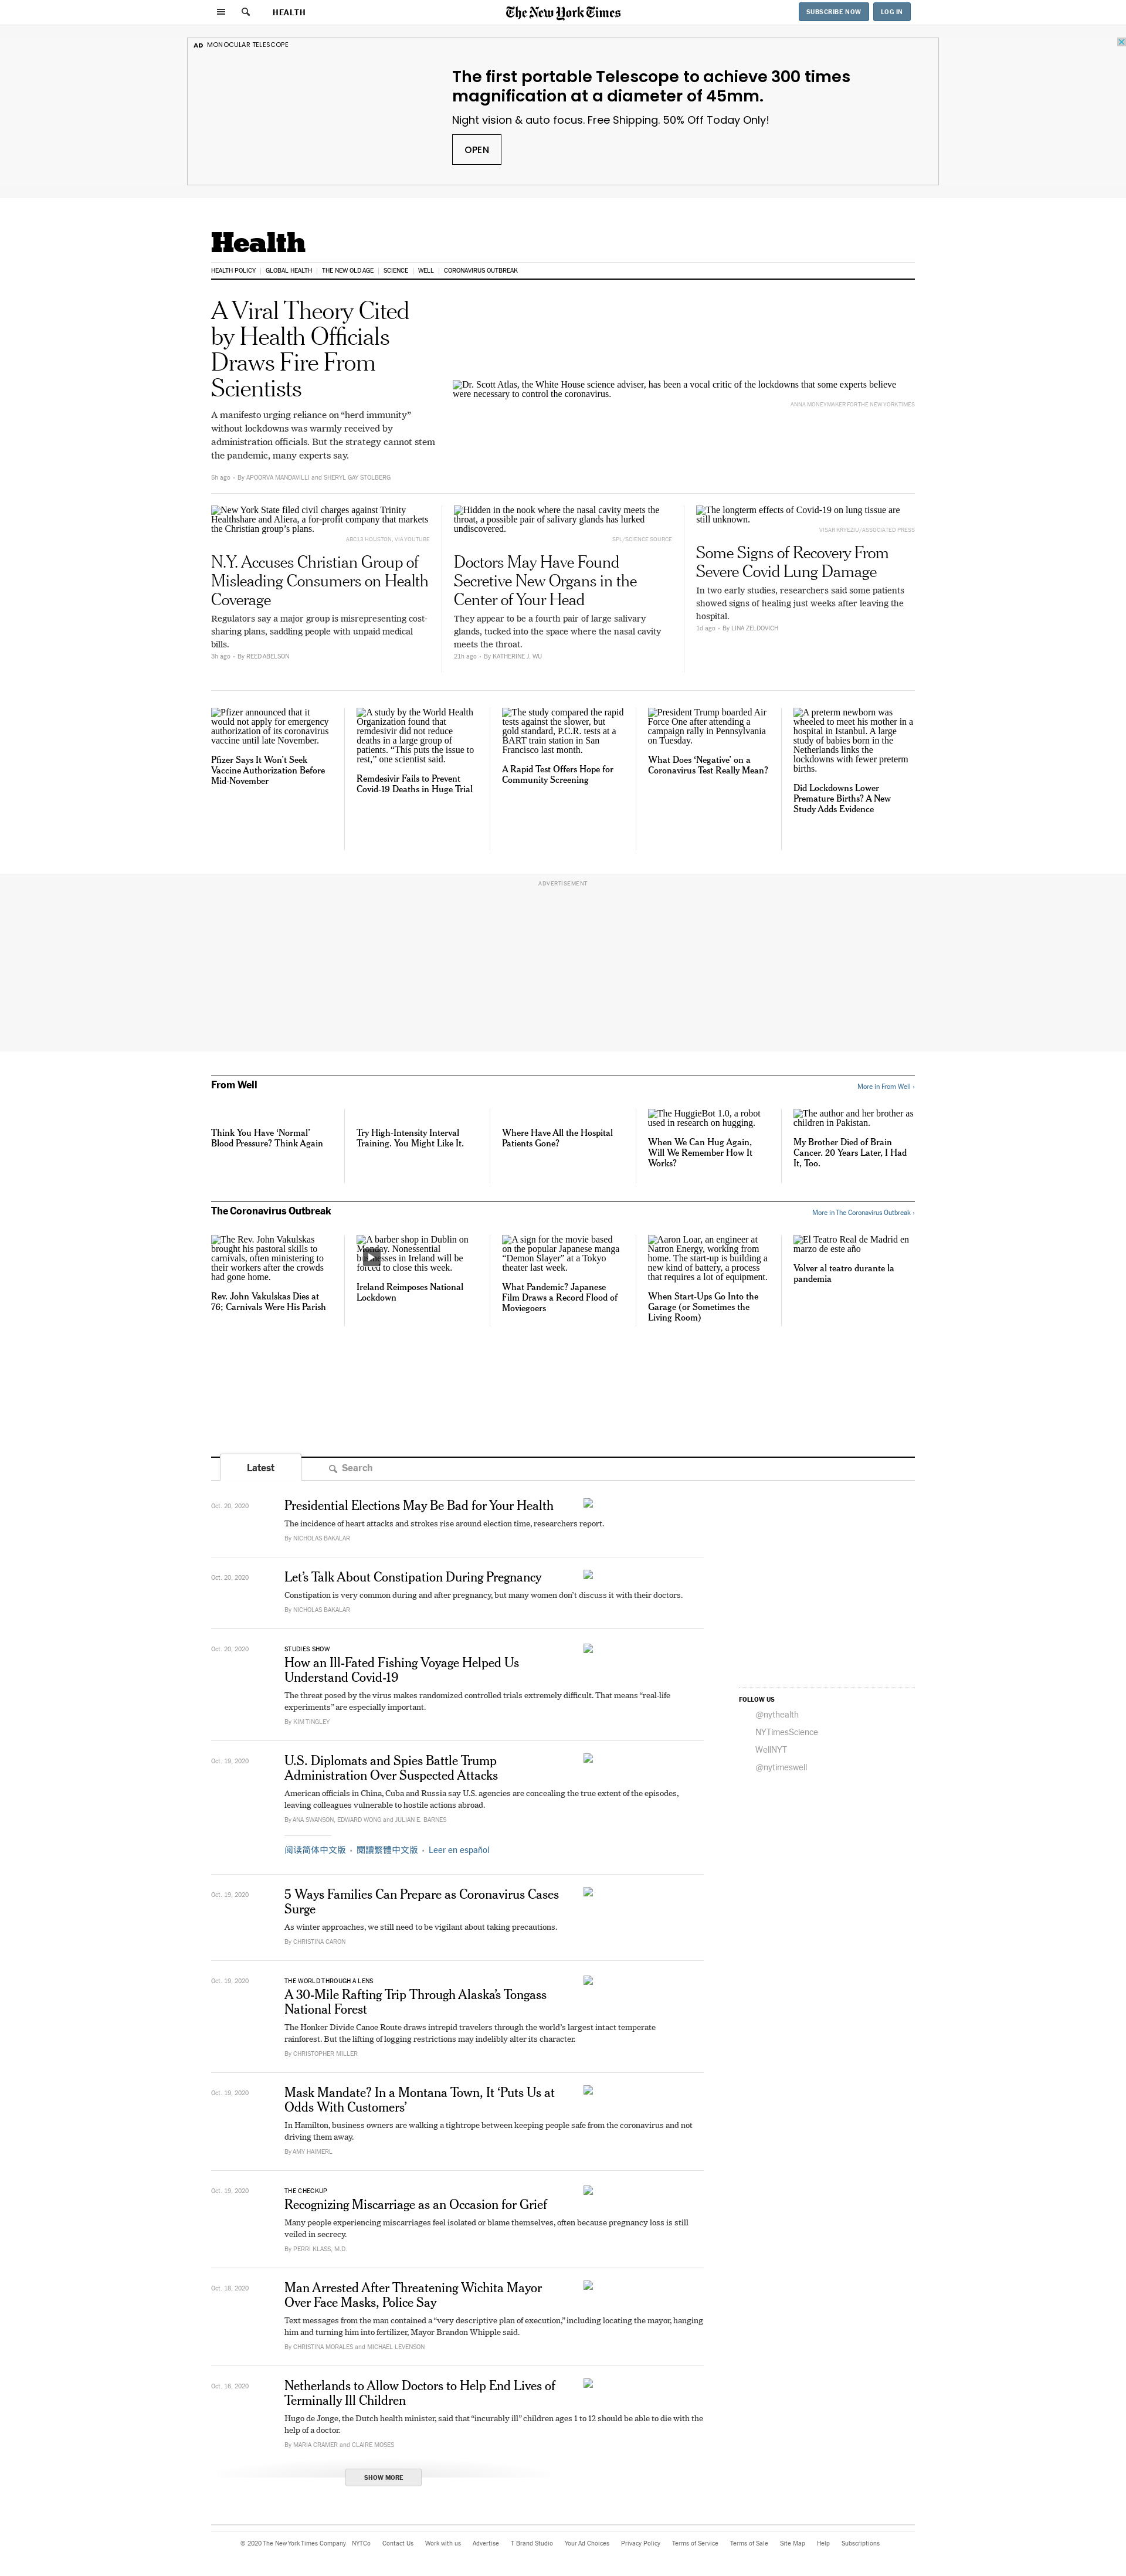 HEALTH
The New York Times
SUBSCRIBE NOW
LOG IN
AD MONOCULAR TELESCOPE
The first portable Telescope to achieve 300 times
magnification at a diameter of 45mm.
Night vision & auto focus. Free Shipping. 50% Off Today Only!
OPEN
Health
HEALTH POLICY | GLOBAL HEALTH | THE NEW OLD AGE | SCIENCE | WELL | CORONAVIRUS OUTBREAK
A Viral Theory Cited
by Health Officials
Draws Fire From
Scientists
A manifesto urging reliance on “herd immunity”
without lockdowns was warmly received by
administration officials. But the strategy cannot stem
the pandemic, many experts say.
5h ago • By APOORVA MANDAVILLI and SHERYL GAY STOLBERG
Dr. Scott Atlas, the White House science adviser, has been a vocal critic of the lockdowns that some experts believe
were necessary to control the coronavirus.
ANNA MONEYMAKER FOR THE NEW YORK TIMES
New York State filed civil charges against Trinity
Healthshare and Aliera, a for-profit company that markets
the Christian group’s plans.
ABC13 HOUSTON, VIA YOUTUBE
N.Y. Accuses Christian Group of
Misleading Consumers on Health
Coverage
Regulators say a major group is misrepresenting cost-
sharing plans, saddling people with unpaid medical
bills.
3h ago • By REED ABELSON
Hidden in the nook where the nasal cavity meets the
throat, a possible pair of salivary glands has lurked
undiscovered.
SPL/SCIENCE SOURCE
Doctors May Have Found
Secretive New Organs in the
Center of Your Head
They appear to be a fourth pair of large salivary
glands, tucked into the space where the nasal cavity
meets the throat.
21h ago • By KATHERINE J. WU
The longterm effects of Covid-19 on lung tissue are
still unknown.
VISAR KRYEZIU/ASSOCIATED PRESS
Some Signs of Recovery From
Severe Covid Lung Damage
In two early studies, researchers said some patients
showed signs of healing just weeks after leaving the
hospital.
1d ago • By LINA ZELDOVICH
Pfizer announced that it
would not apply for emergency
authorization of its coronavirus
vaccine until late November.
Pfizer Says It Won’t Seek
Vaccine Authorization Before
Mid-November
A study by the World Health
Organization found that
remdesivir did not reduce
deaths in a large group of
patients. “This puts the issue to
rest,” one scientist said.
Remdesivir Fails to Prevent
Covid-19 Deaths in Huge Trial
The study compared the rapid
tests against the slower, but
gold standard, P.C.R. tests at a
BART train station in San
Francisco last month.
A Rapid Test Offers Hope for
Community Screening
President Trump boarded Air
Force One after attending a
campaign rally in Pennsylvania
on Tuesday.
What Does ‘Negative’ on a
Coronavirus Test Really Mean?
A preterm newborn was
wheeled to meet his mother in a
hospital in Istanbul. A large
study of babies born in the
Netherlands links the
lockdowns with fewer preterm
births.
Did Lockdowns Lower
Premature Births? A New
Study Adds Evidence
ADVERTISEMENT
From Well
More in From Well ›
Think You Have ‘Normal’
Blood Pressure? Think Again
Try High-Intensity Interval
Training. You Might Like It.
Where Have All the Hospital
Patients Gone?
The HuggieBot 1.0, a robot
used in research on hugging.
When We Can Hug Again,
Will We Remember How It
Works?
The author and her brother as
children in Pakistan.
My Brother Died of Brain
Cancer. 20 Years Later, I Had
It, Too.
The Coronavirus Outbreak
More in The Coronavirus Outbreak ›
The Rev. John Vakulskas
brought his pastoral skills to
carnivals, often ministering to
their workers after the crowds
had gone home.
Rev. John Vakulskas Dies at
76; Carnivals Were His Parish
A barber shop in Dublin on
Monday. Nonessential
businesses in Ireland will be
forced to close this week.
Ireland Reimposes National
Lockdown
A sign for the movie based
on the popular Japanese manga
“Demon Slayer” at a Tokyo
theater last week.
What Pandemic? Japanese
Film Draws a Record Flood of
Moviegoers
Aaron Loar, an engineer at
Natron Energy, working from
home. The start-up is building a
new kind of battery, a process
that requires a lot of equipment.
When Start-Ups Go Into the
Garage (or Sometimes the
Living Room)
El Teatro Real de Madrid en
marzo de este año
Volver al teatro durante la
pandemia
Latest
Search
Oct. 20, 2020
Presidential Elections May Be Bad for Your Health
The incidence of heart attacks and strokes rise around election time, researchers report.
By NICHOLAS BAKALAR
Oct. 20, 2020
Let’s Talk About Constipation During Pregnancy
Constipation is very common during and after pregnancy, but many women don’t discuss it with their doctors.
By NICHOLAS BAKALAR
Oct. 20, 2020
STUDIES SHOW
How an Ill-Fated Fishing Voyage Helped Us
Understand Covid-19
The threat posed by the virus makes randomized controlled trials extremely difficult. That means “real-life
experiments” are especially important.
By KIM TINGLEY
FOLLOW US
@nythealth
NYTimesScience
WellNYT
@nytimeswell
Oct. 19, 2020
U.S. Diplomats and Spies Battle Trump
Administration Over Suspected Attacks
American officials in China, Cuba and Russia say U.S. agencies are concealing the true extent of the episodes,
leaving colleagues vulnerable to hostile actions abroad.
By ANA SWANSON, EDWARD WONG and JULIAN E. BARNES
阅读简体中文版 • 閱讀繁體中文版 • Leer en español
Oct. 19, 2020
5 Ways Families Can Prepare as Coronavirus Cases
Surge
As winter approaches, we still need to be vigilant about taking precautions.
By CHRISTINA CARON
Oct. 19, 2020
THE WORLD THROUGH A LENS
A 30-Mile Rafting Trip Through Alaska’s Tongass
National Forest
The Honker Divide Canoe Route draws intrepid travelers through the world’s largest intact temperate
rainforest. But the lifting of logging restrictions may indelibly alter its character.
By CHRISTOPHER MILLER
Oct. 19, 2020
Mask Mandate? In a Montana Town, It ‘Puts Us at
Odds With Customers’
In Hamilton, business owners are walking a tightrope between keeping people safe from the coronavirus and not
driving them away.
By AMY HAIMERL
Oct. 19, 2020
THE CHECKUP
Recognizing Miscarriage as an Occasion for Grief
Many people experiencing miscarriages feel isolated or blame themselves, often because pregnancy loss is still
veiled in secrecy.
By PERRI KLASS, M.D.
Oct. 18, 2020
Man Arrested After Threatening Wichita Mayor
Over Face Masks, Police Say
Text messages from the man contained a “very descriptive plan of execution,” including locating the mayor, hanging
him and turning him into fertilizer, Mayor Brandon Whipple said.
By CHRISTINA MORALES and MICHAEL LEVENSON
Oct. 16, 2020
Netherlands to Allow Doctors to Help End Lives of
Terminally Ill Children
Hugo de Jonge, the Dutch health minister, said that “incurably ill” children ages 1 to 12 should be able to die with the
help of a doctor.
By MARIA CRAMER and CLAIRE MOSES
SHOW MORE
© 2020 The New York Times Company NYTCo Contact Us Work with us Advertise T Brand Studio Your Ad Choices Privacy Policy Terms of Service Terms of Sale Site Map Help Subscriptions